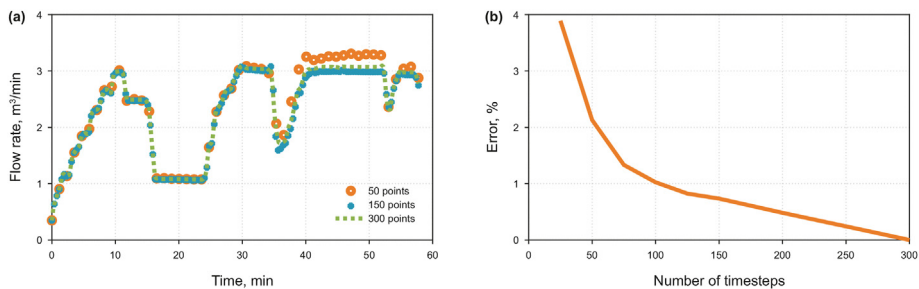 (a)
4
3
2
1
0
Flow rate, m³/min
0 10 20 30 40 50 60
Time, min
50 points
150 points
300 points
(b)
4
3
2
1
0
Error, %
0 50 100 150 200 250 300
Number of timesteps